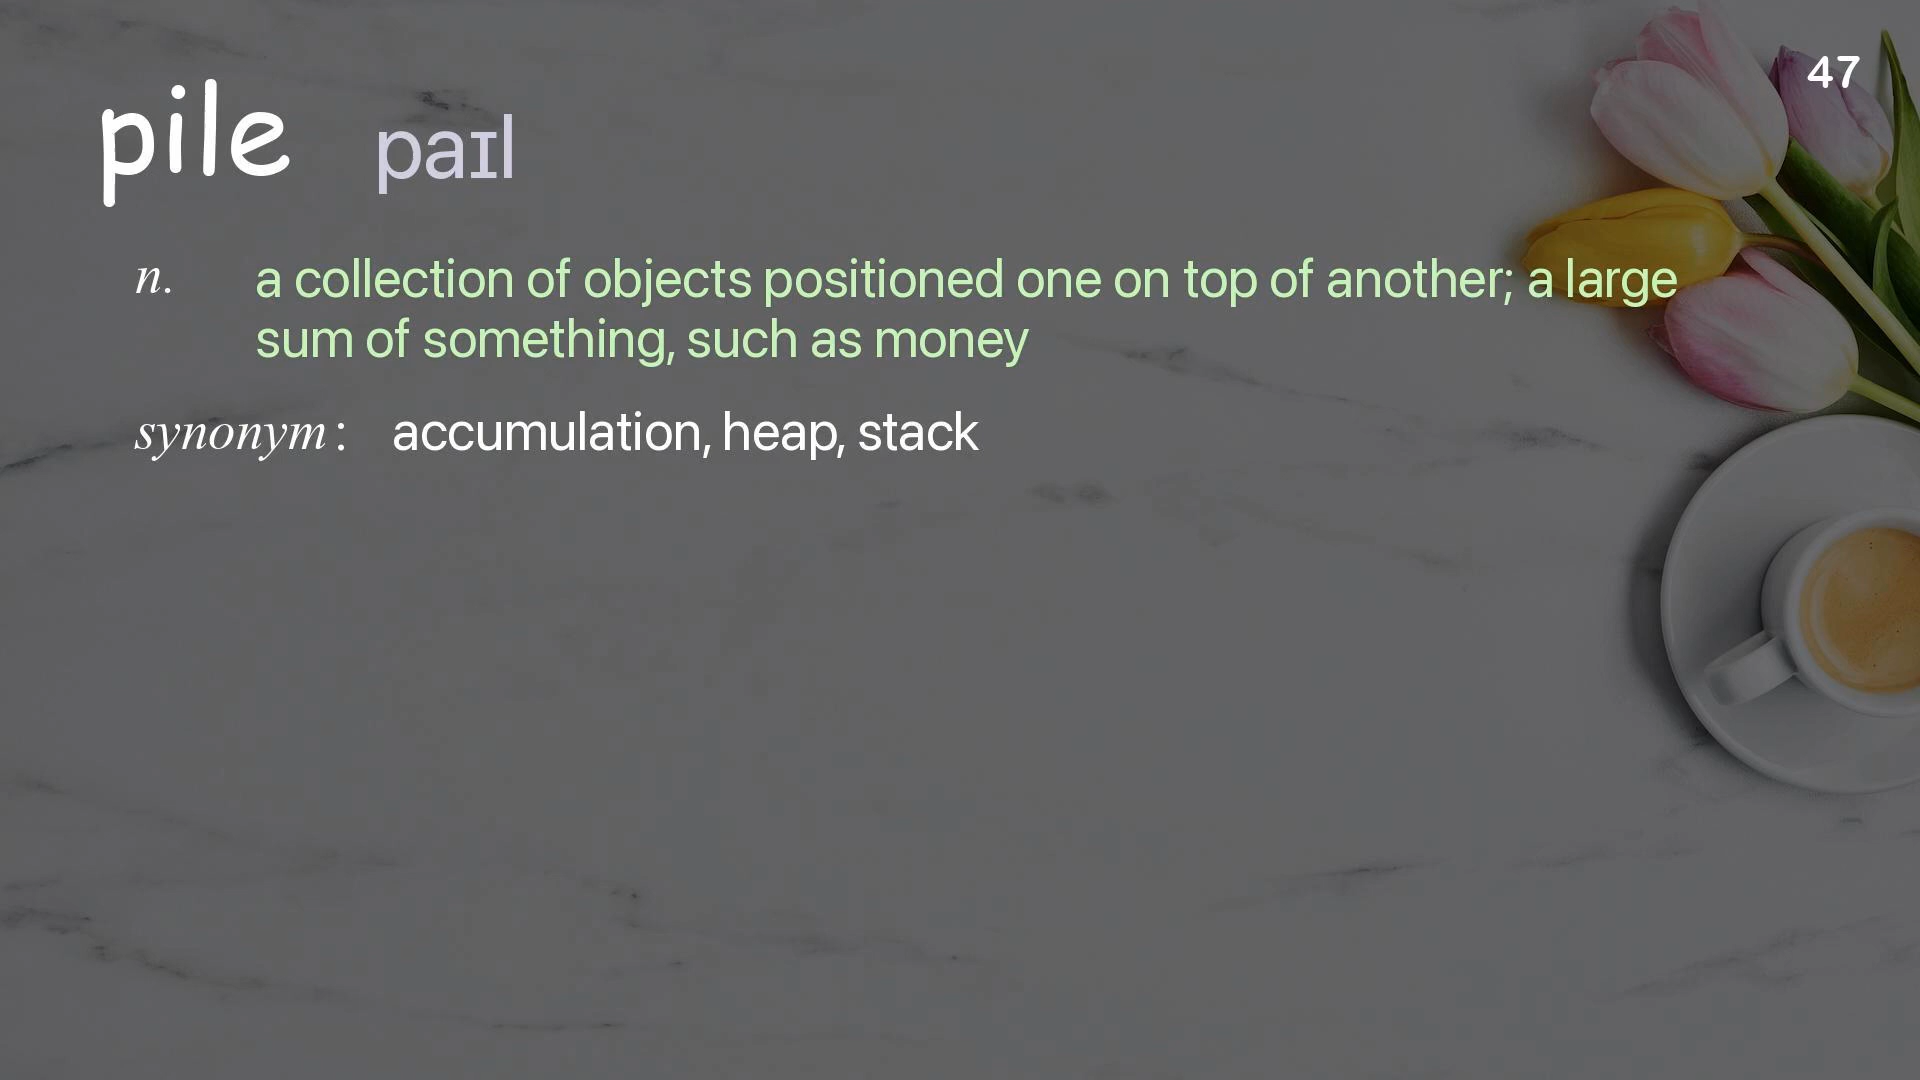 47
pile paɪl
n. a collection of objects positioned one on top of another; a large
sum of something, such as money
synonym : accumulation, heap, stack